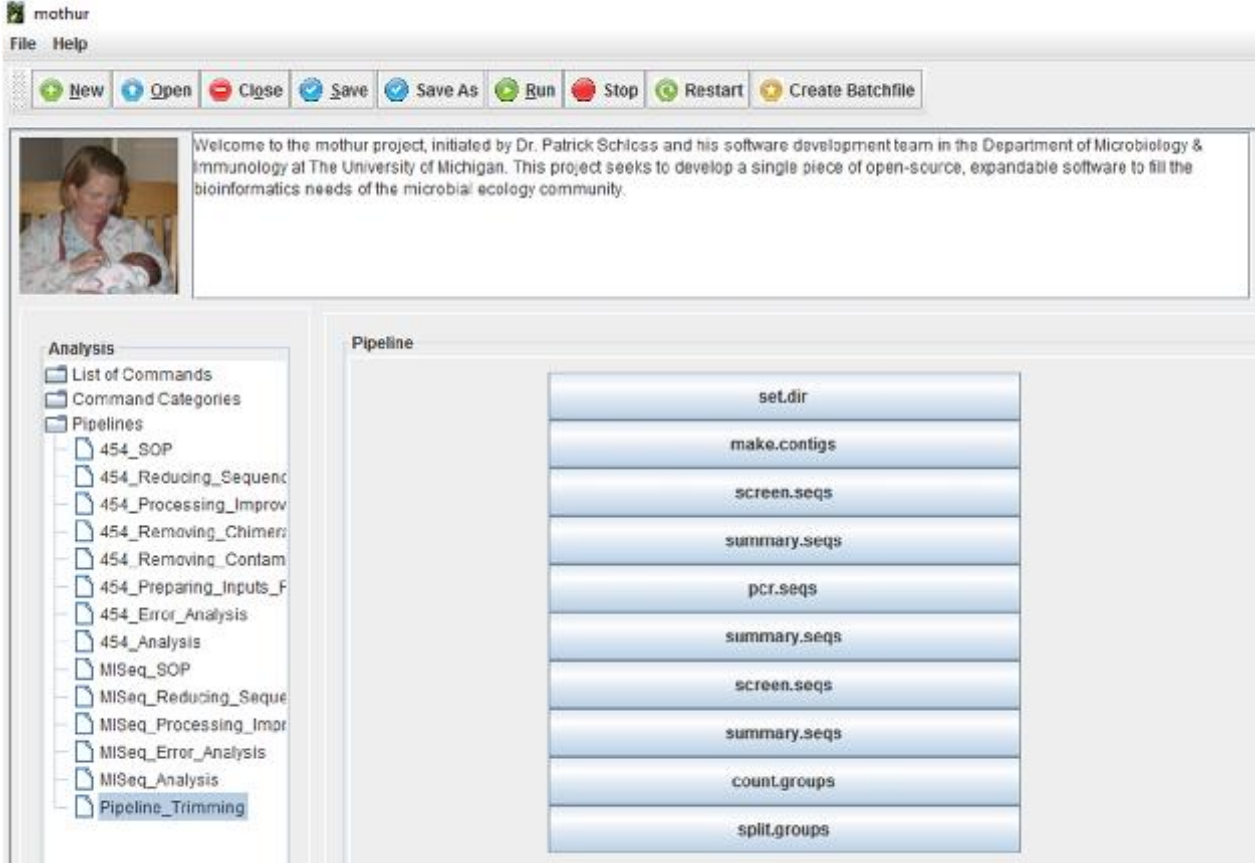 mothur
File Help
New Open Close Save Save As Run Stop Restart Create Batchfile
Welcome to the mothur project, initiated by Dr. Patrick Schloss and his software development team in the Department of Microbiology &
Immunology at The University of Michigan. This project seeks to develop a single piece of open-source, expandable software to fill the
bioinformatics needs of the microbial ecology community.
Analysis
List of Commands
Command Categories
Pipelines
454_SOP
454_Reducing_Sequenc
454_Processing_Improv
454_Removing_Chimera
454_Removing_Contam
454_Preparing_Inputs_F
454_Error_Analysis
454_Analysis
MISeq_SOP
MISeq_Reducing_Seque
MISeq_Processing_Impr
MISeq_Error_Analysis
MISeq_Analysis
Pipeline_Trimming
Pipeline
set.dir
make.contigs
screen.seqs
summary.seqs
pcr.seqs
summary.seqs
screen.seqs
summary.seqs
count.groups
split.groups